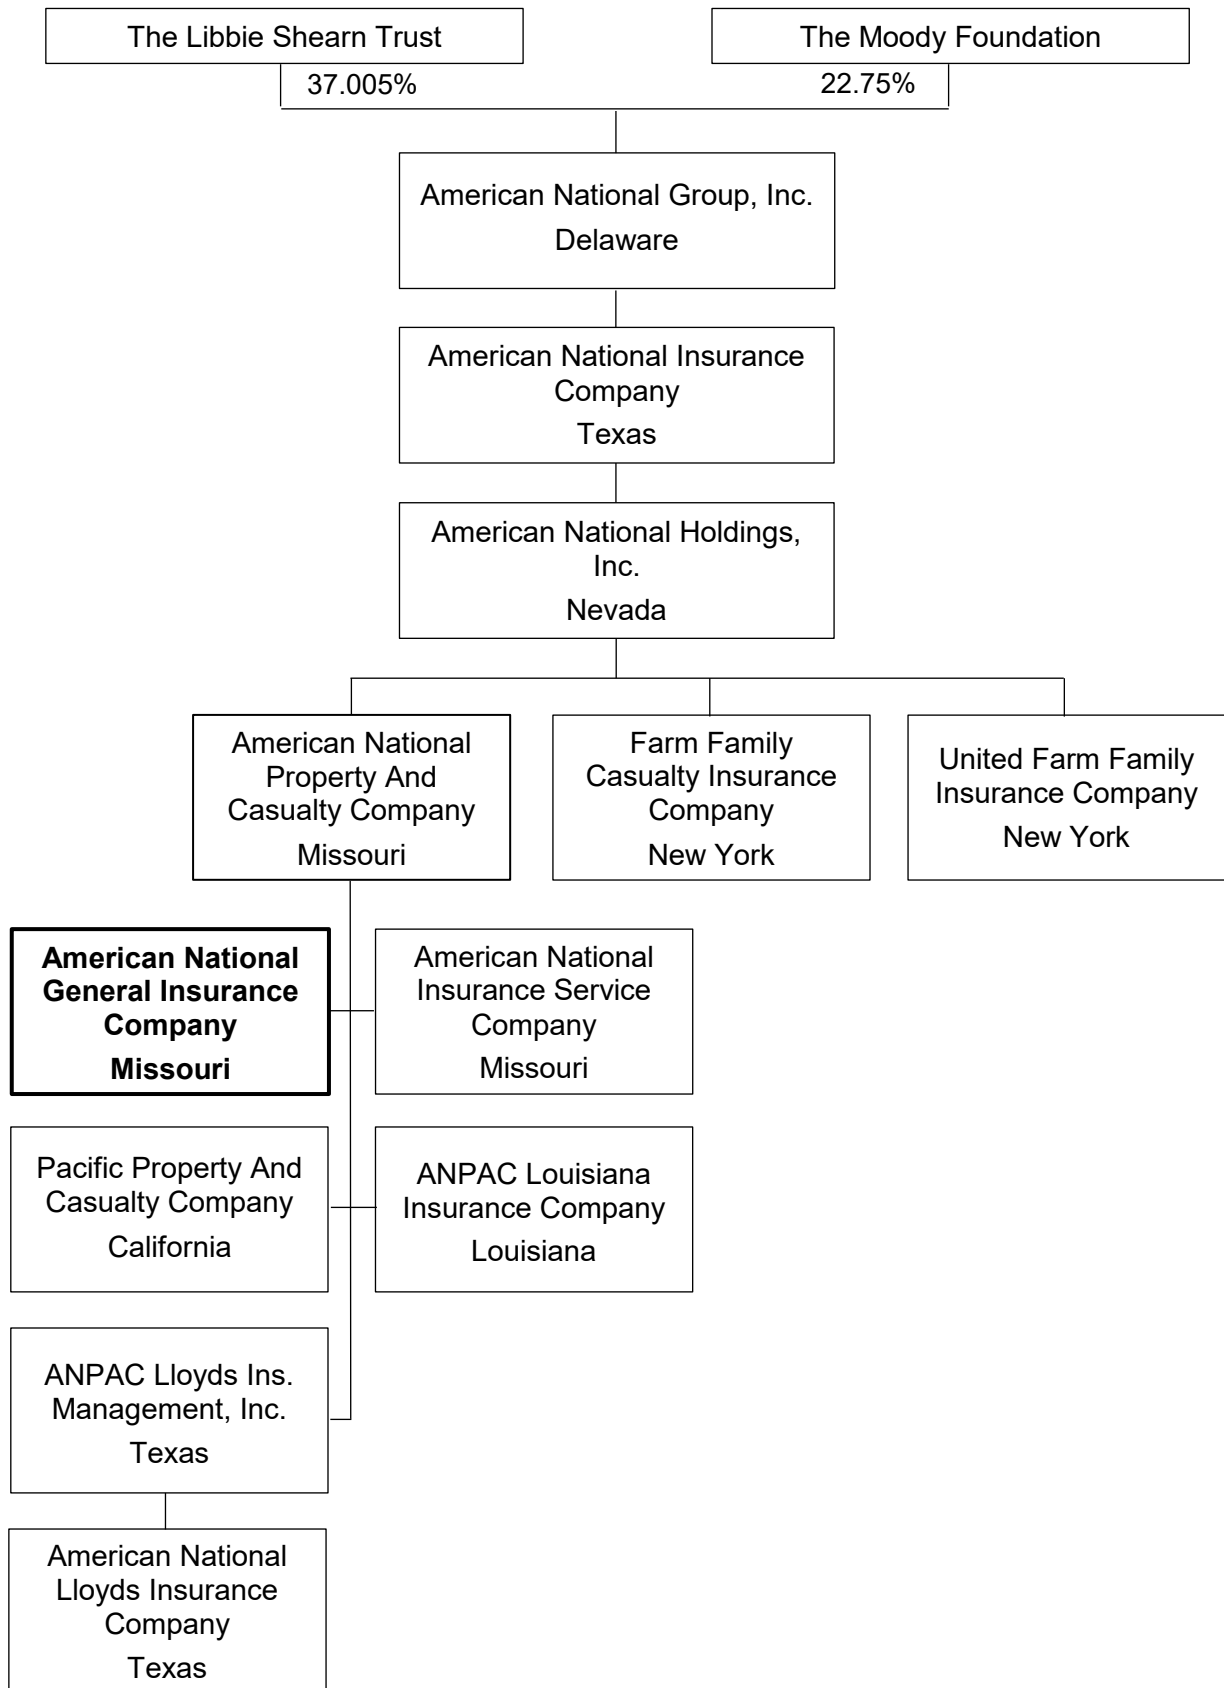 The Libbie Shearn Trust
The Moody Foundation
37.005%
22.75%
American National Group, Inc.
Delaware
American National Insurance
Company
Texas
American National Holdings,
Inc.
Nevada
American National
Property And
Casualty Company
Missouri
Farm Family
Casualty Insurance
Company
New York
United Farm Family
Insurance Company
New York
American National
General Insurance
Company
Missouri
American National
Insurance Service
Company
Missouri
Pacific Property And
Casualty Company
California
ANPAC Louisiana
Insurance Company
Louisiana
ANPAC Lloyds Ins.
Management, Inc.
Texas
American National
Lloyds Insurance
Company
Texas